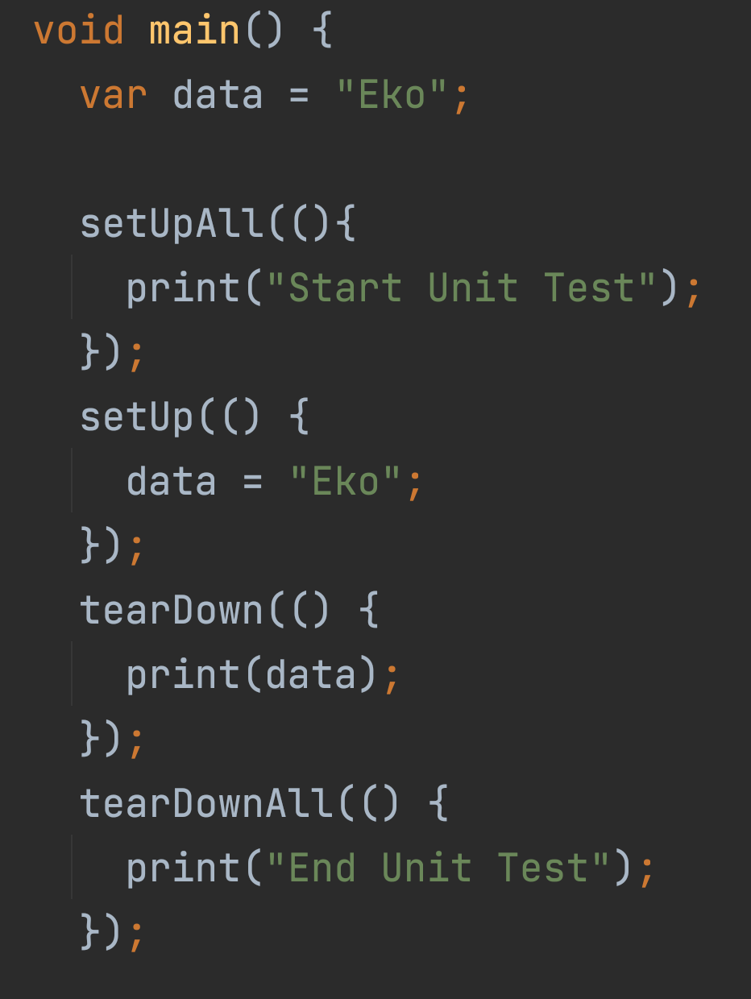 void main() {
  var data = "Eko";

  setUpAll((){
    print("Start Unit Test");
  });
  setUp(() {
    data = "Eko";
  });
  tearDown(() {
    print(data);
  });
  tearDownAll(() {
    print("End Unit Test");
  });